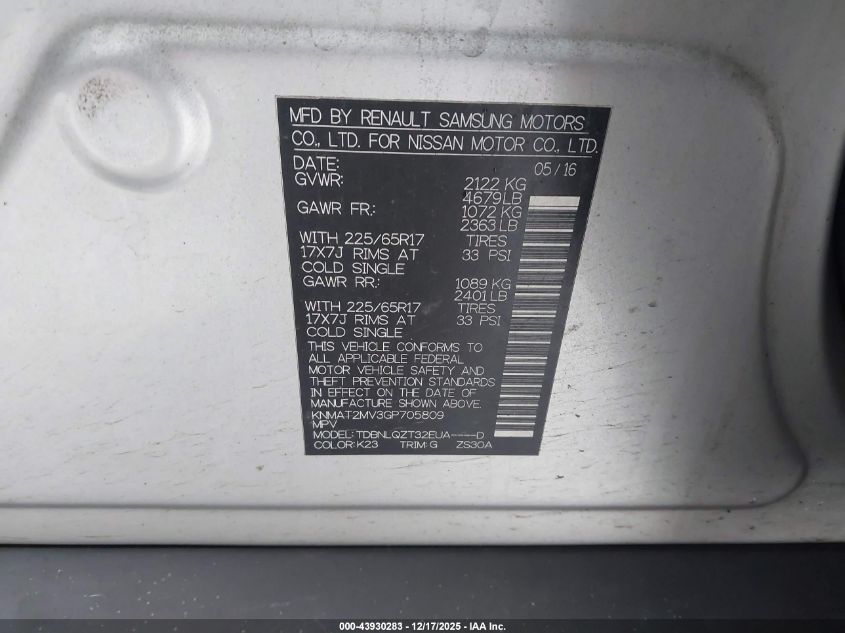 MFD BY RENAULT SAMSUNG MOTORS
CO., LTD. FOR NISSAN MOTOR CO., LTD.
DATE: 05/16
GVWR: 2122 KG
4679LB
GAWR FR.: 1072 KG
2363LB
WITH 225/65R17 TIRES
17X7J RIMS AT 33 PSI
COLD SINGLE
GAWR RR.: 1089 KG
2401LB
WITH 225/65R17 TIRES
17X7J RIMS AT 33 PSI
COLD SINGLE
THIS VEHICLE CONFORMS TO
ALL APPLICABLE FEDERAL
MOTOR VEHICLE SAFETY AND
THEFT PREVENTION STANDARDS
IN EFFECT ON THE DATE OF
MANUFACTURE SHOWN ABOVE.
KNMAT2MV3GP705809
MPV
MODEL: TDBNLQZT32EUA----D
COLOR: K23 TRIM: G ZS30A
000-43930283 - 12/17/2025 - IAA Inc.